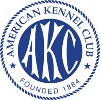 AMERICAN KENNEL CLUB
AKC
FOUNDED 1884